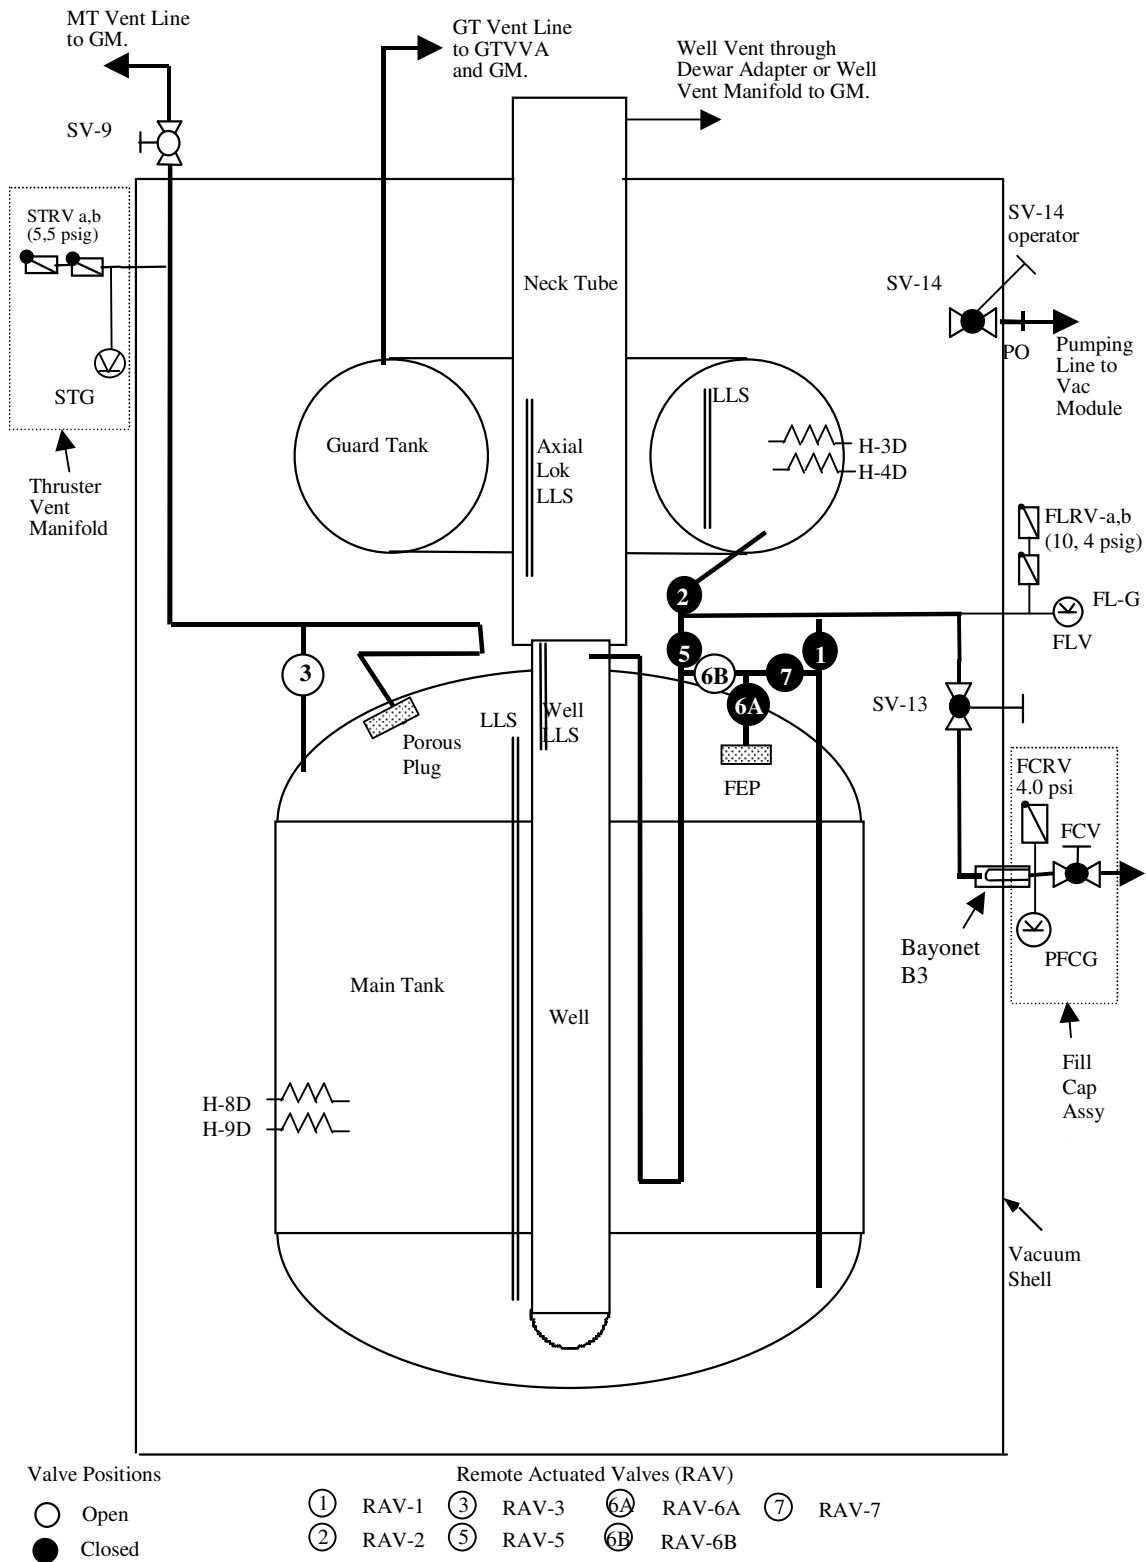 MT Vent Line
to GM.
GT Vent Line
to GTVVA
and GM.
Well Vent through
Dewar Adapter or Well
Vent Manifold to GM.
SV-9
STRV a,b
(5,5 psig)
STG
Thruster
Vent
Manifold
Neck Tube
SV-14
operator
SV-14
PO
Pumping
Line to
Vac
Module
Guard Tank
Axial
Lok
LLS
LLS
H-3D
H-4D
FLRV-a,b
(10, 4 psig)
FL-G
FLV
2
5
6B
7
1
6A
3
LLS
Well
LLS
Porous
Plug
FEP
SV-13
FCRV
4.0 psi
FCV
PFCG
Bayonet
B3
Fill
Cap
Assy
Main Tank
Well
H-8D
H-9D
Vacuum
Shell
Valve Positions
Open
Closed
Remote Actuated Valves (RAV)
1 RAV-1 3 RAV-3 6A RAV-6A 7 RAV-7
2 RAV-2 5 RAV-5 6B RAV-6B